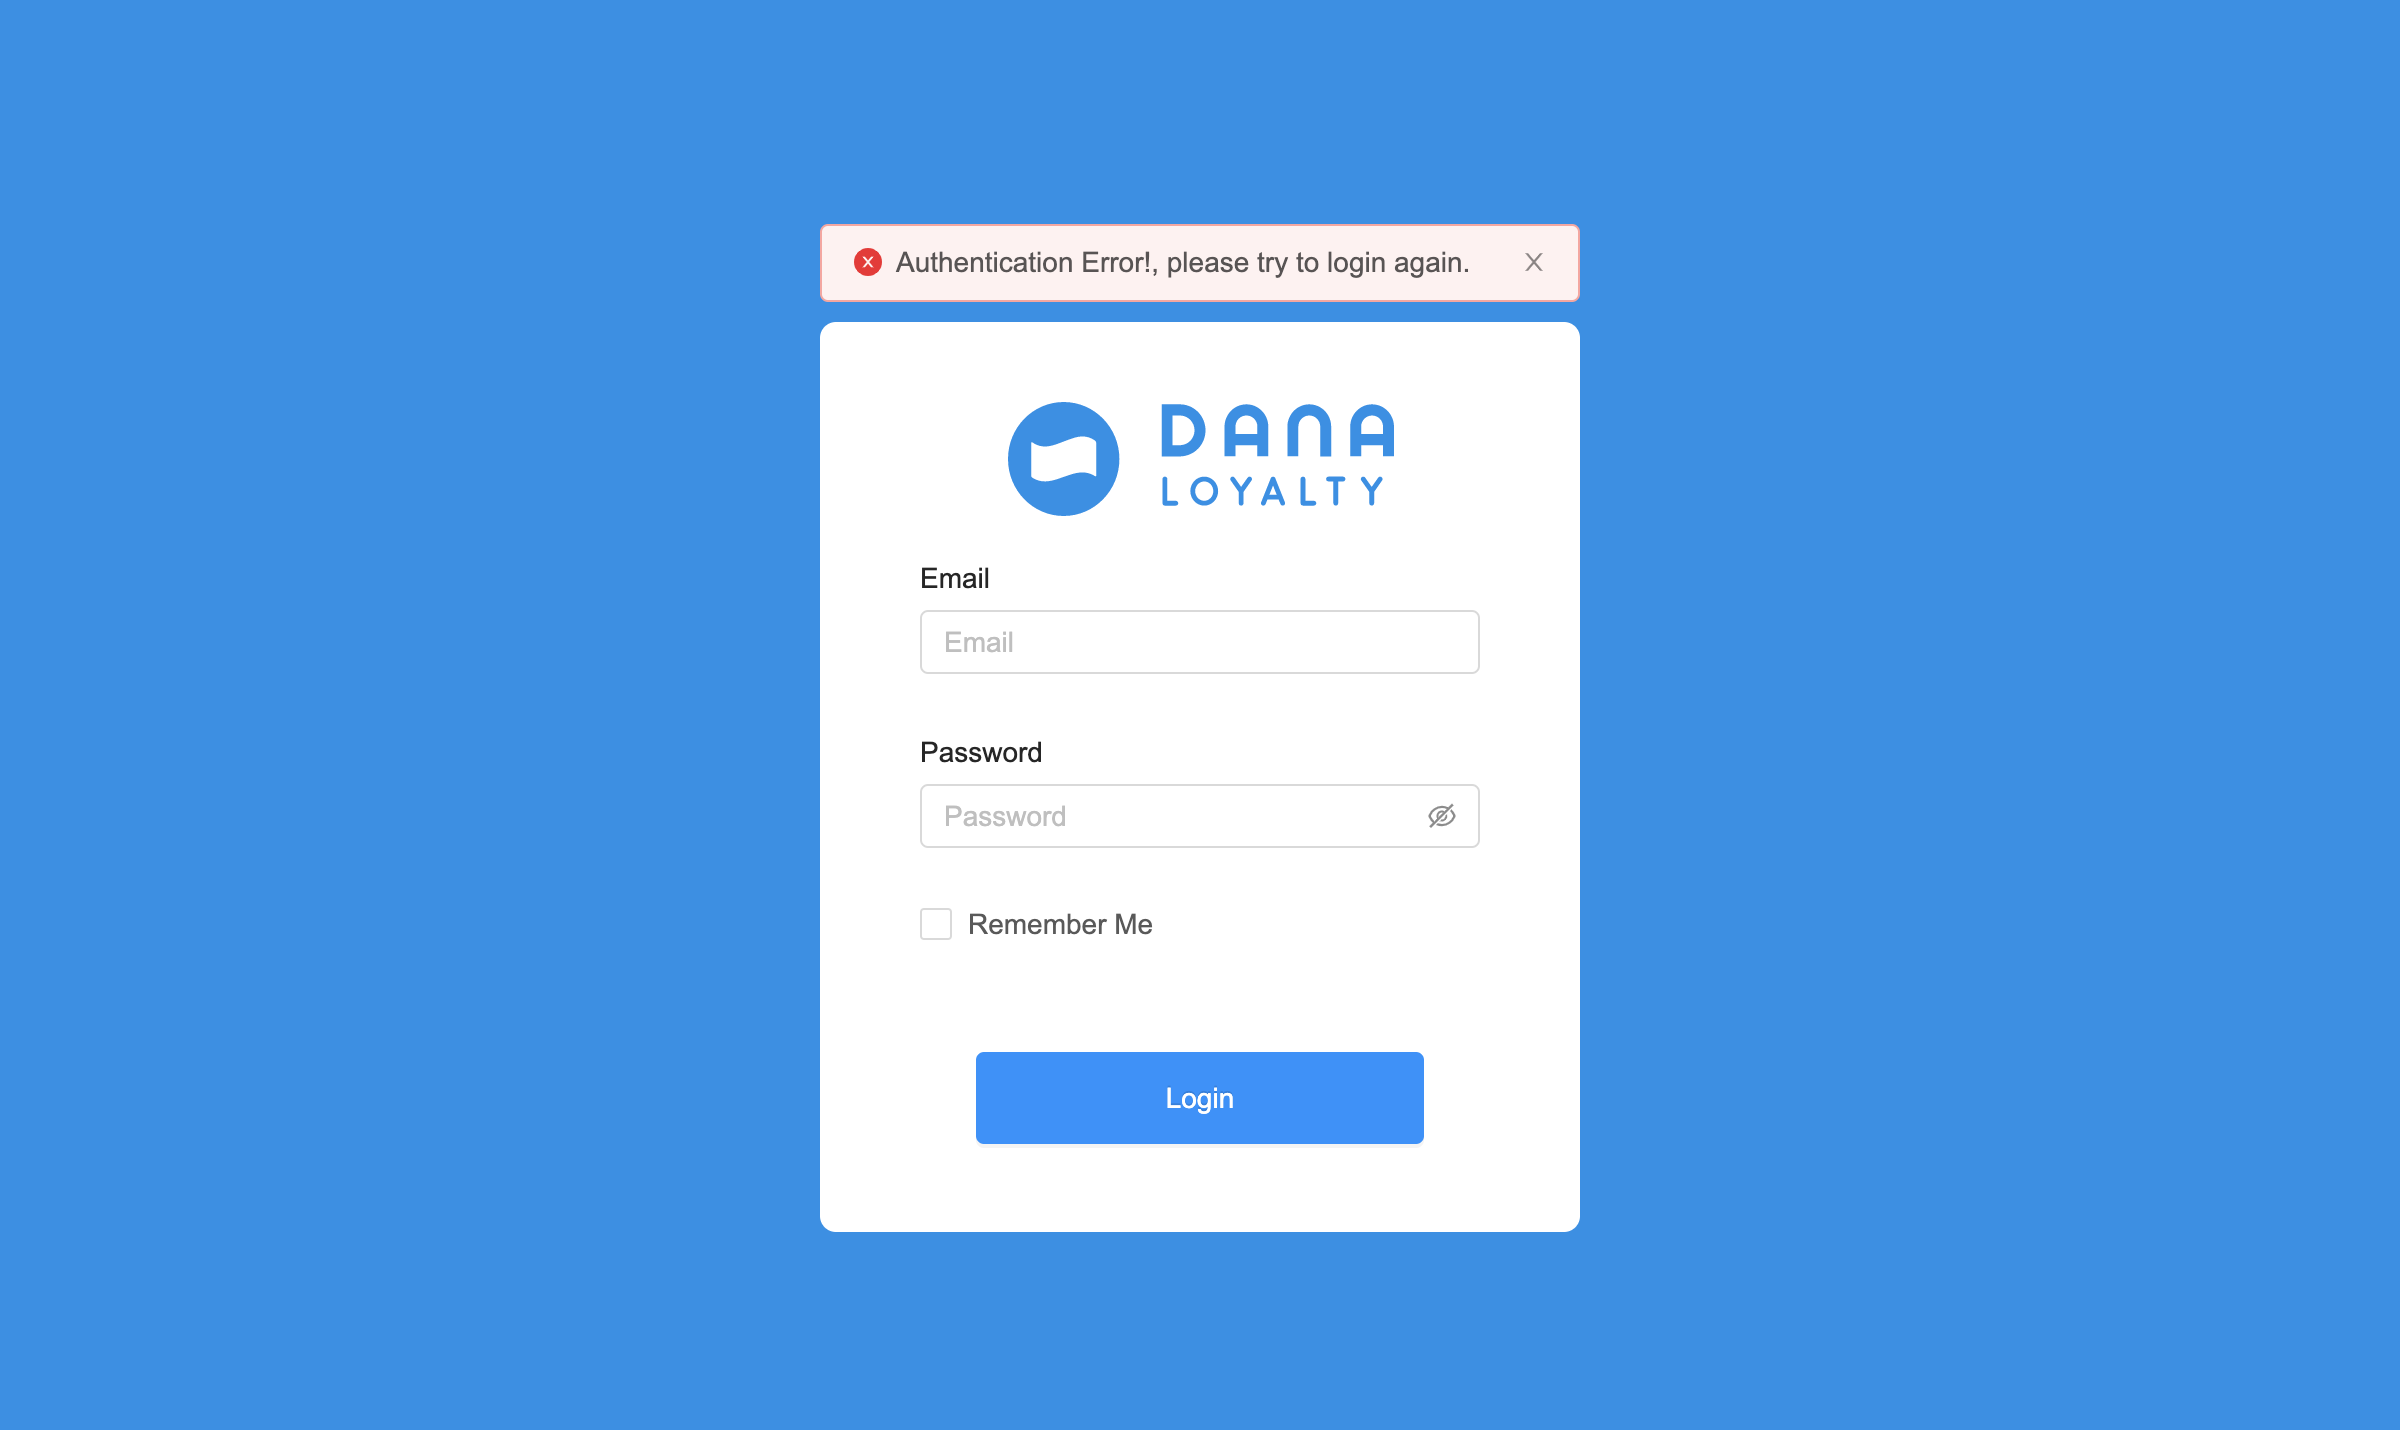 Authentication Error!, please try to login again.
DANA
LOYALTY
Email
Email
Password
Password
Remember Me
Login